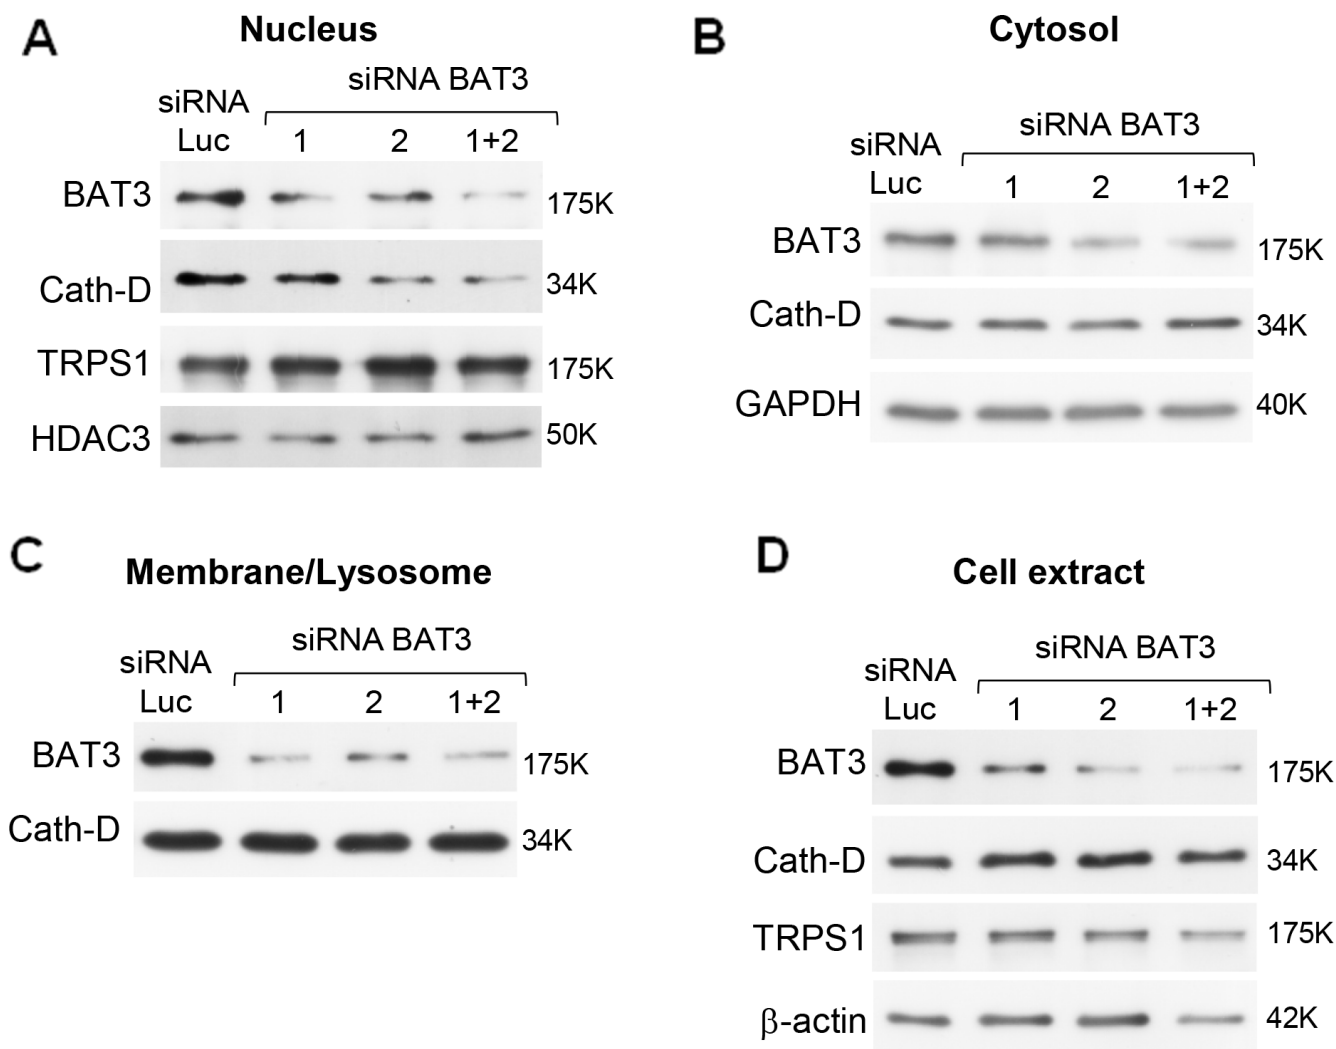 A
Nucleus
siRNA BAT3
siRNA
Luc 1 2 1+2
BAT3 175K
Cath-D 34K
TRPS1 175K
HDAC3 50K
B
Cytosol
siRNA BAT3
siRNA
Luc 1 2 1+2
BAT3 175K
Cath-D 34K
GAPDH 40K
C
Membrane/Lysosome
siRNA BAT3
siRNA
Luc 1 2 1+2
BAT3 175K
Cath-D 34K
D
Cell extract
siRNA BAT3
siRNA
Luc 1 2 1+2
BAT3 175K
Cath-D 34K
TRPS1 175K
β-actin 42K